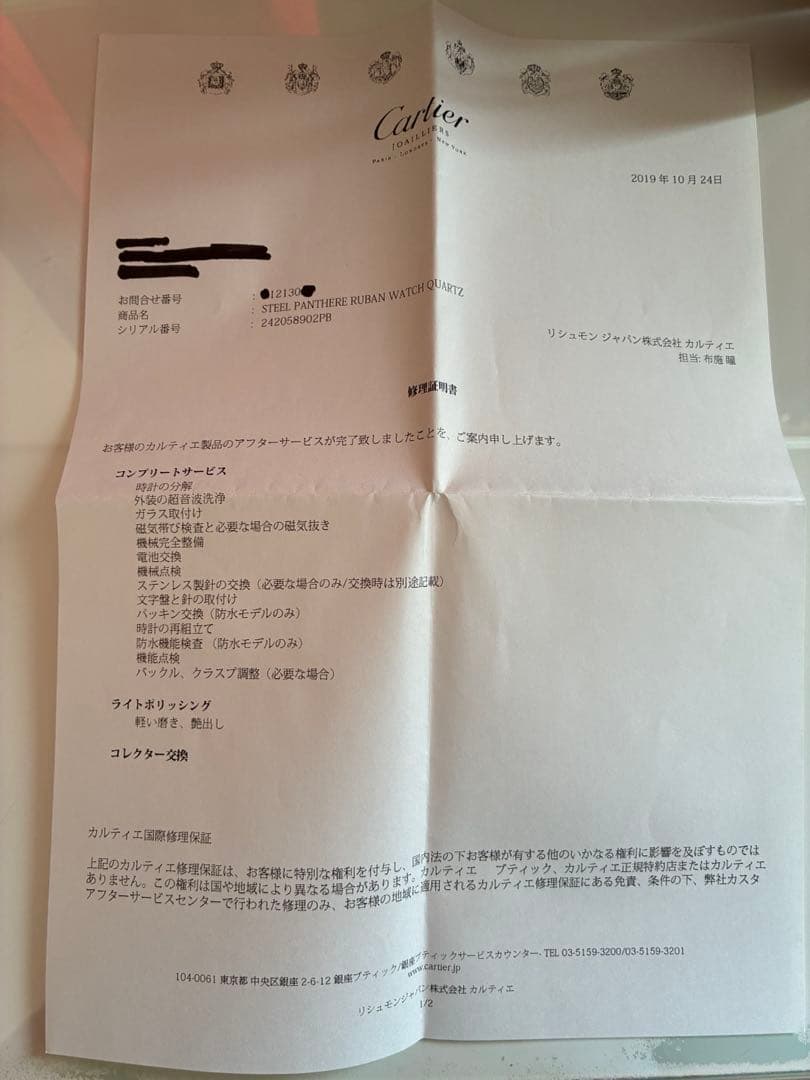 Cartier
JOAILLIERS
PARIS - LONDRES - NEW YORK
2019 年 10 月 24日
お問合せ番号 : 12130
商品名 : STEEL PANTHERE RUBAN WATCH QUARTZ
シリアル番号 : 242058902PB
リシュモン ジャパン株式会社 カルティエ
担当: 布施 瞳
修理証明書
お客様のカルティエ製品のアフターサービスが完了致しましたことを、ご案内申し上げます。
コンプリートサービス
時計の分解
外装の超音波洗浄
ガラス取付け
磁気帯び検査と必要な場合の磁気抜き
機械完全整備
電池交換
機械点検
ステンレス製針の交換（必要な場合のみ/交換時は別途記載）
文字盤と針の取付け
パッキン交換（防水モデルのみ）
時計の再組立て
防水機能検査 （防水モデルのみ）
機能点検
バックル、クラスプ調整（必要な場合）
ライトポリッシング
軽い磨き、艶出し
コレクター交換
カルティエ国際修理保証
上記のカルティエ修理保証は、お客様に特別な権利を付与し、国内法の下お客様が有する他のいかなる権利に影響を及ぼすものでは
ありません。この権利は国や地域により異なる場合があります。カルティエ ブティック、カルティエ正規特約店またはカルティエ
アフターサービスセンターで行われた修理のみ、お客様の地域に適用されるカルティエ修理保証にある免責、条件の下、弊社カスタ
104-0061 東京都 中央区銀座 2-6-12 銀座ブティック/銀座ブティックサービスカウンター- TEL 03-5159-3200/03-5159-3201
www.cartier.jp
リシュモンジャパン株式会社 カルティエ
1/2